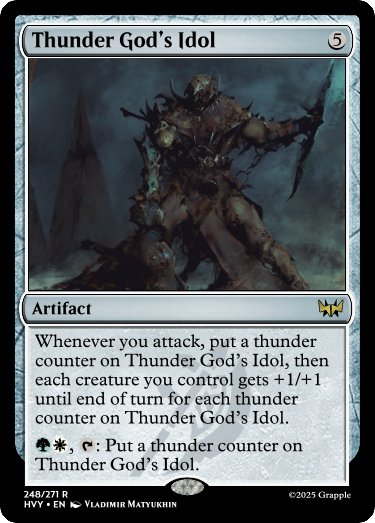 Thunder God's Idol 5
Artifact
Whenever you attack, put a thunder
counter on Thunder God's Idol, then
each creature you control gets +1/+1
until end of turn for each thunder
counter on Thunder God's Idol.
: Put a thunder counter on
Thunder God's Idol.
248/271 R
HVY • EN Vladimir Matyukhin
©2025 Grapple